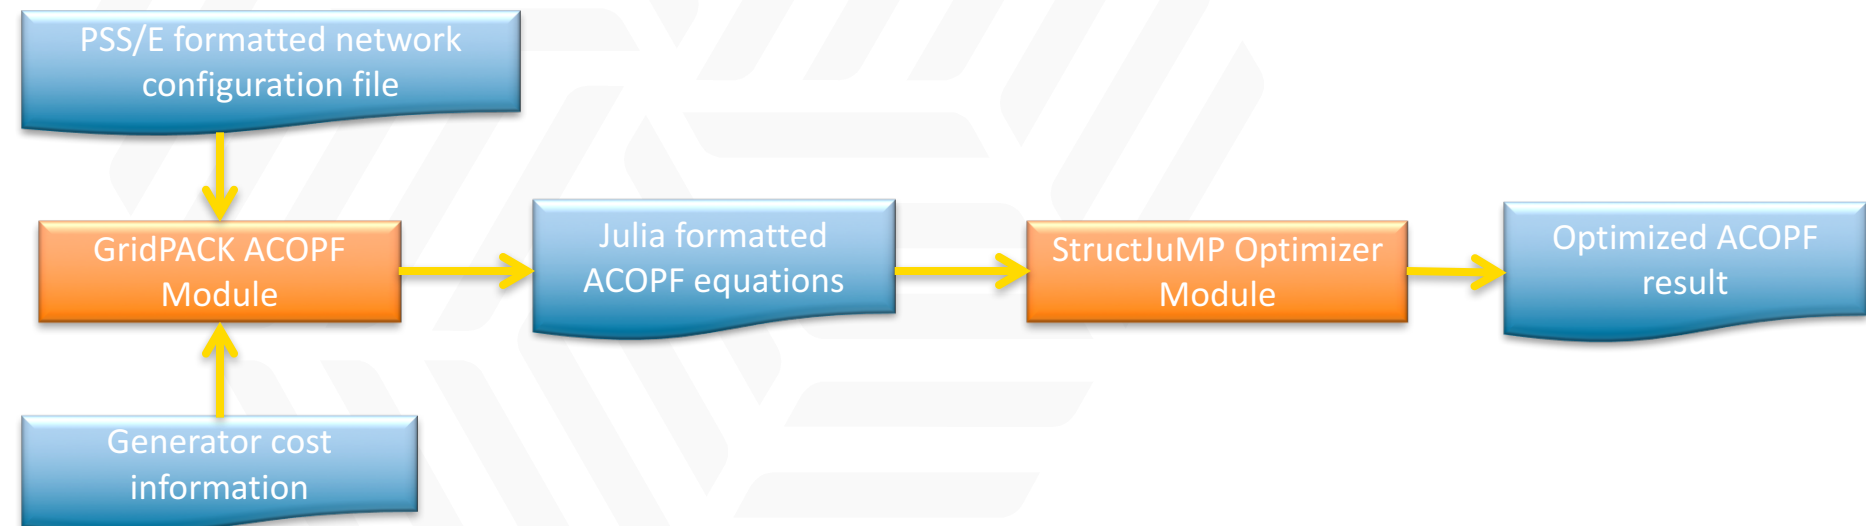 PSS/E formatted network
configuration file
GridPACK ACOPF
Module
Julia formatted
ACOPF equations
StructJuMP Optimizer
Module
Optimized ACOPF
result
Generator cost
information